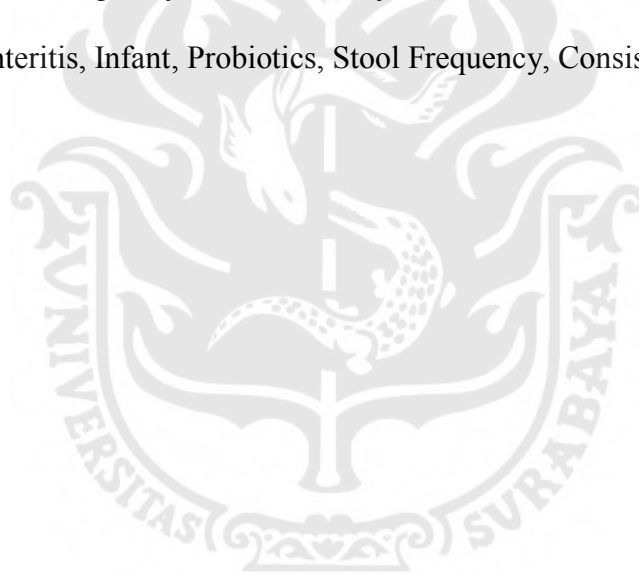 nteritis, Infant, Probiotics, Stool Frequency, Consis
UNIVERSITAS SURABAYA